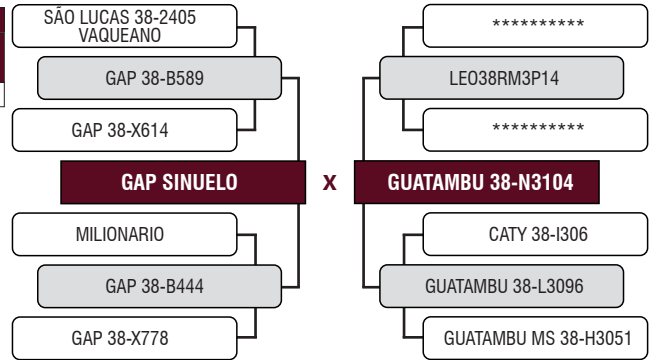 SÃO LUCAS 38-2405
VAQUEANO
GAP 38-B589
GAP 38-X614
GAP SINUELO
MILIONARIO
GAP 38-B444
GAP 38-X778
X
**********
LEO38RM3P14
**********
GUATAMBU 38-N3104
CATY 38-I306
GUATAMBU 38-L3096
GUATAMBU MS 38-H3051